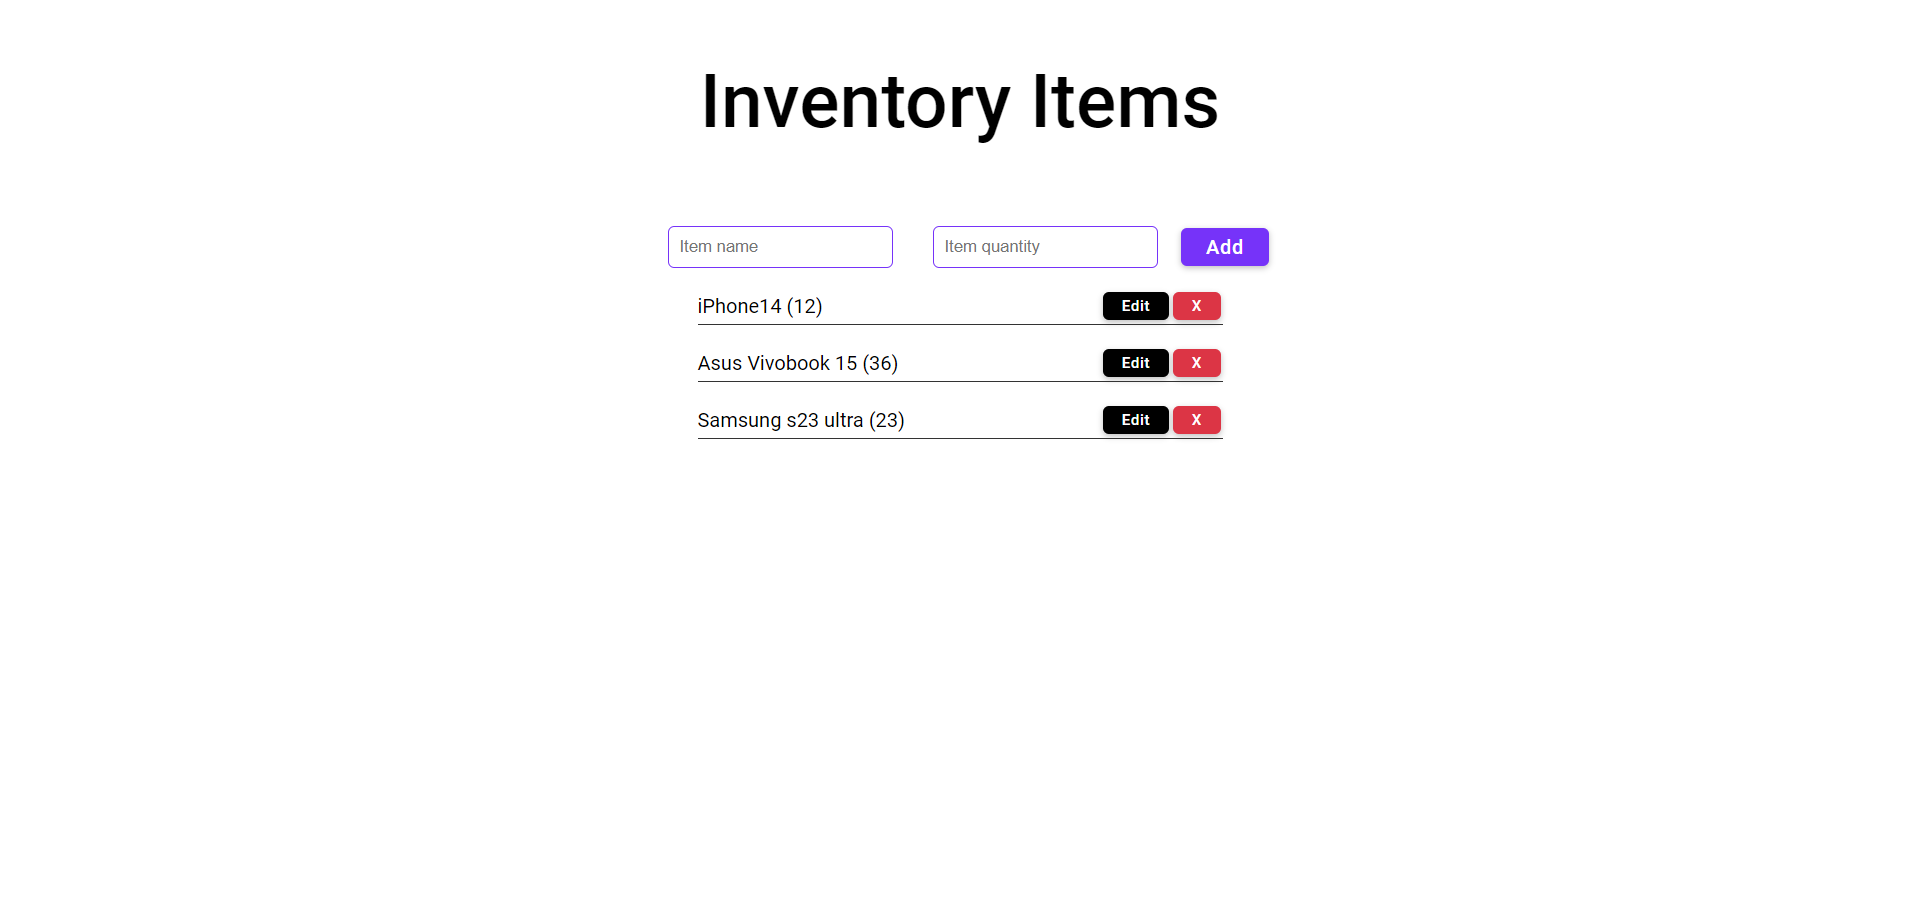 Inventory Items
Item name Item quantity Add
iPhone14 (12) Edit X
Asus Vivobook 15 (36) Edit X
Samsung s23 ultra (23) Edit X